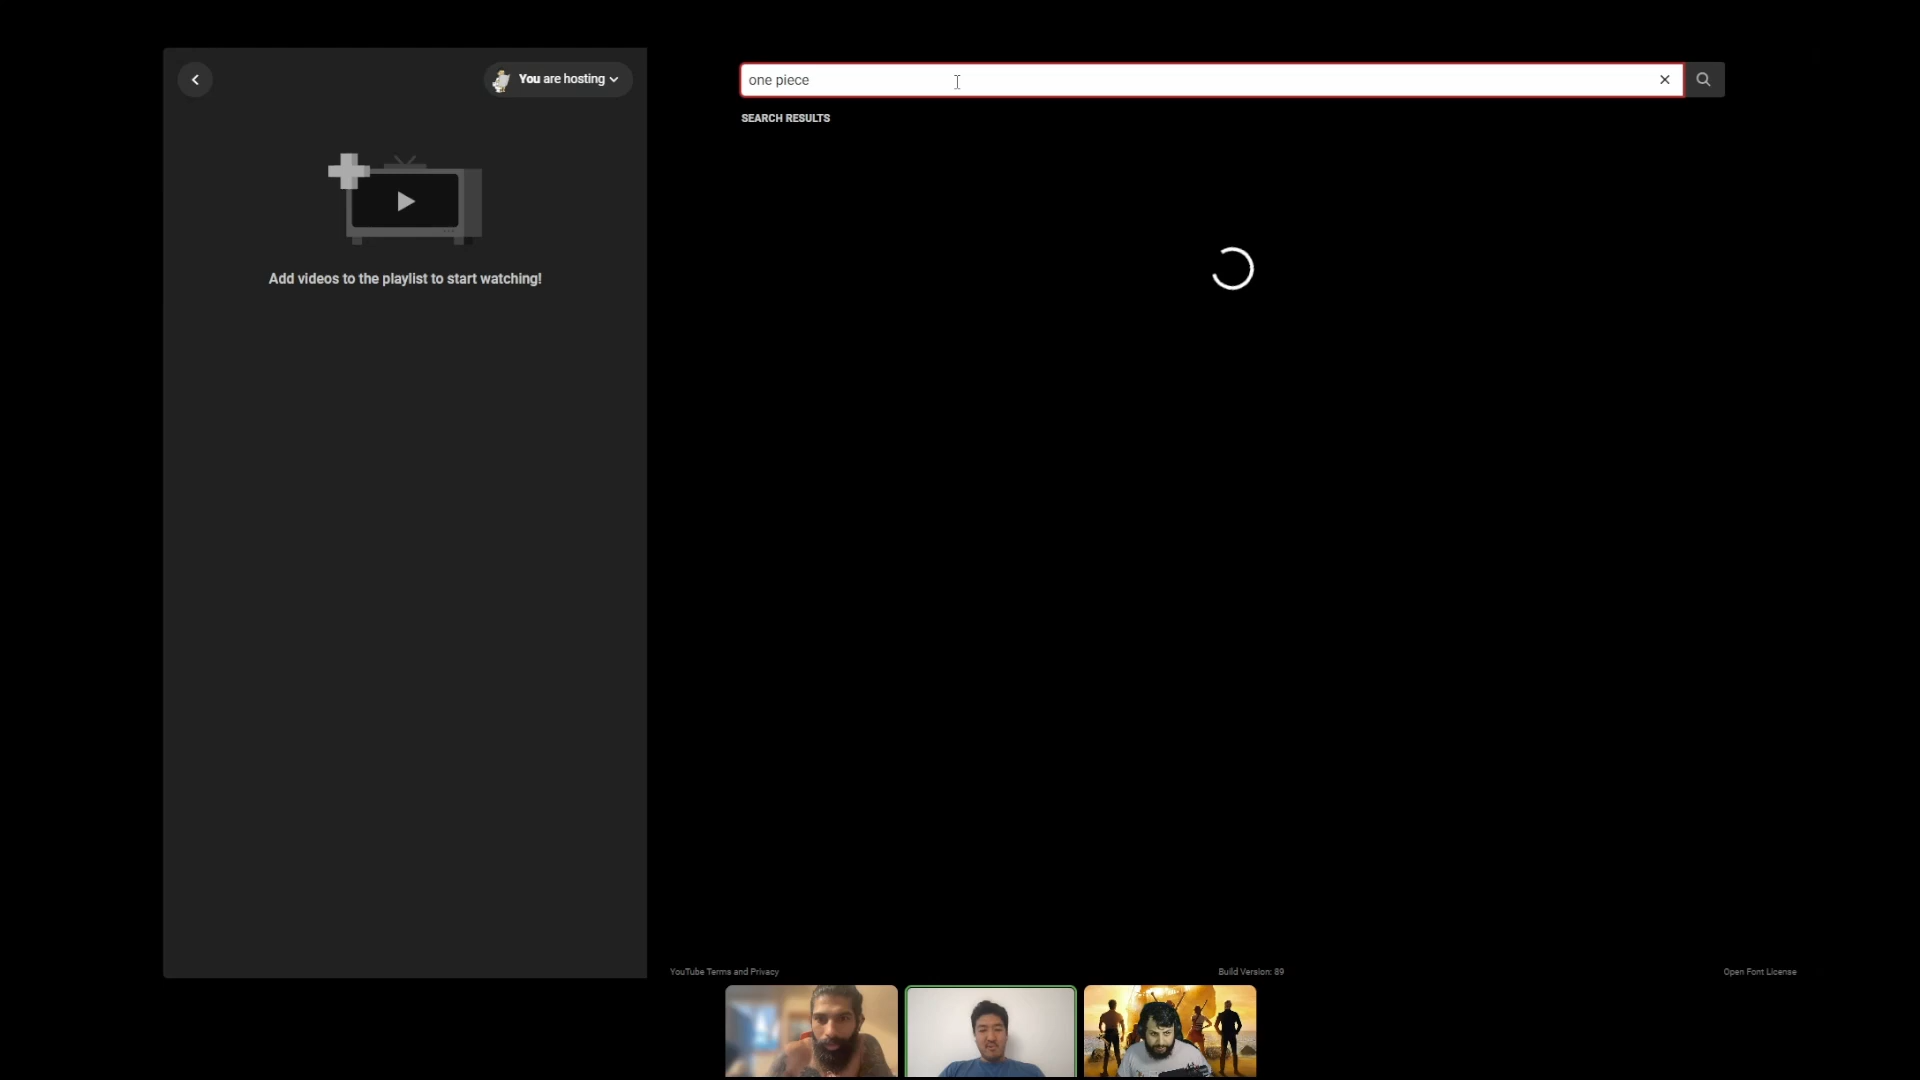 You are hosting
one piece
SEARCH RESULTS
Add videos to the playlist to start watching!
YouTube Terms and Privacy
Build Version: 89
Open Font License